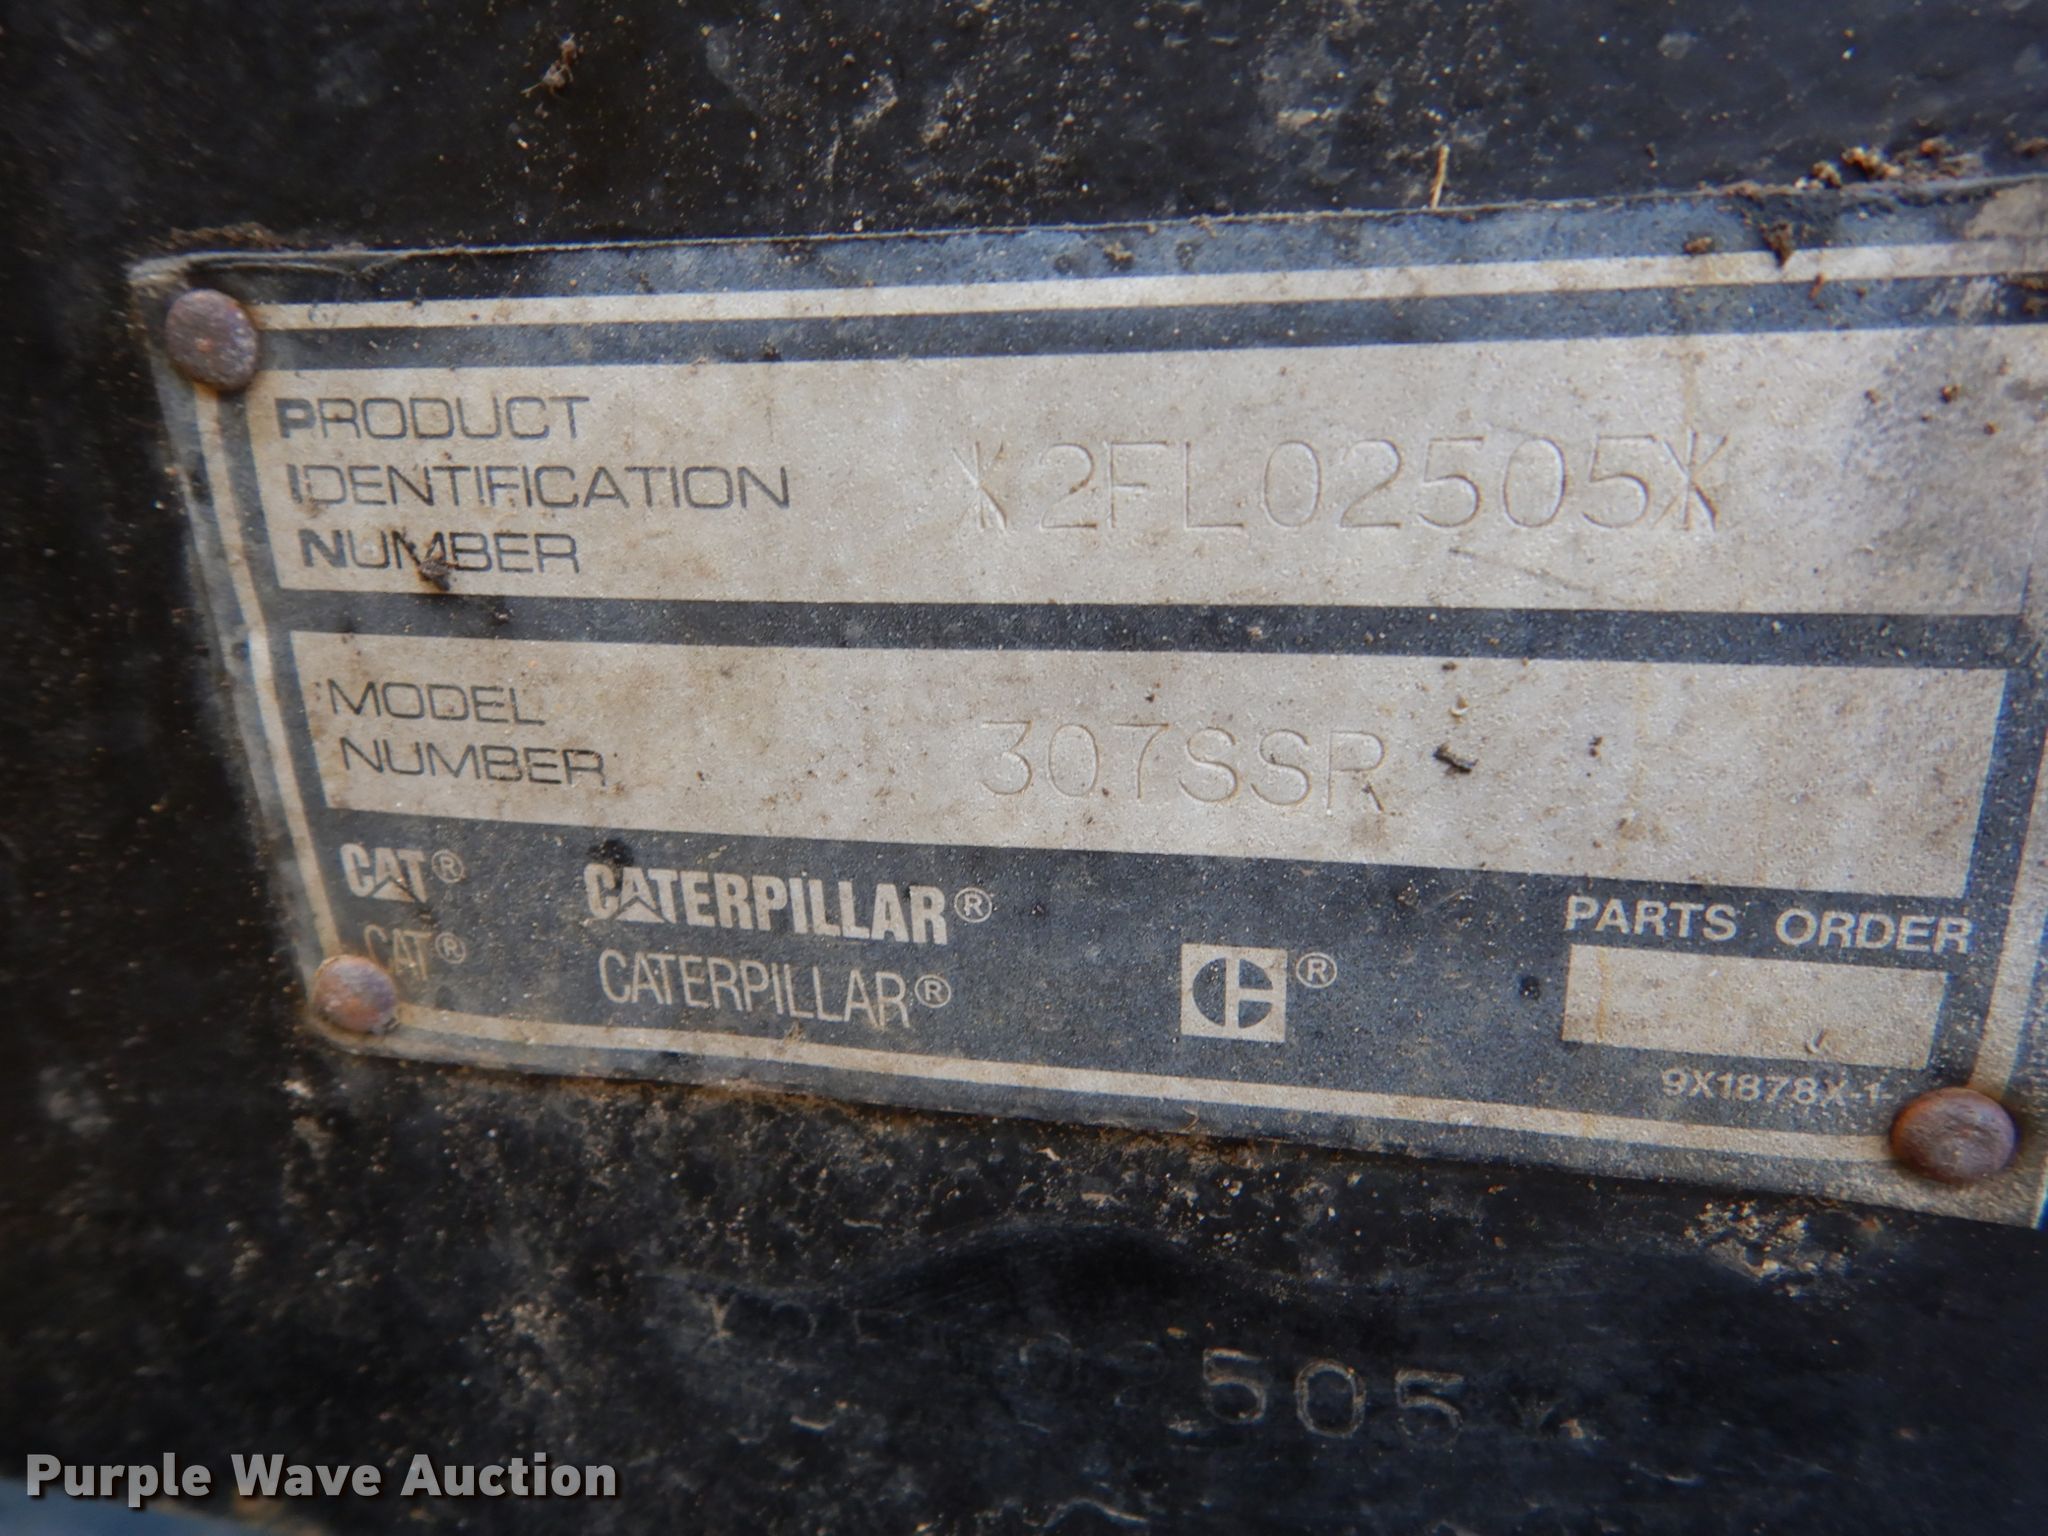 PRODUCT
IDENTIFICATION
NUMBER
*2FL02505*
MODEL
NUMBER
307SSR
CAT® CATERPILLAR®
CAT® CATERPILLAR®
®
PARTS ORDER
9X1878X-1-
505
Purple Wave Auction